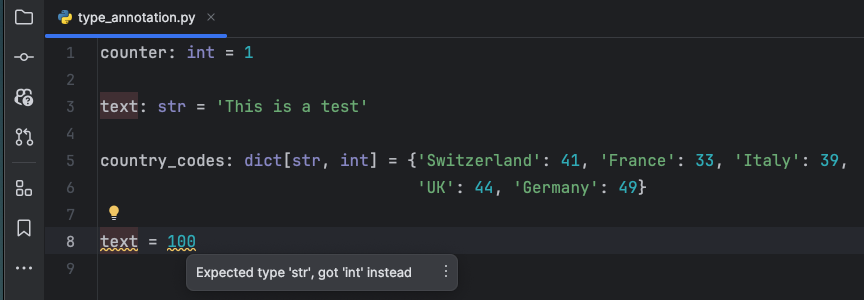 type_annotation.py ×
1 counter: int = 1
2
3 text: str = 'This is a test'
4
5 country_codes: dict[str, int] = {'Switzerland': 41, 'France': 33, 'Italy': 39,
6 'UK': 44, 'Germany': 49}
7
8 text = 100
9
Expected type 'str', got 'int' instead